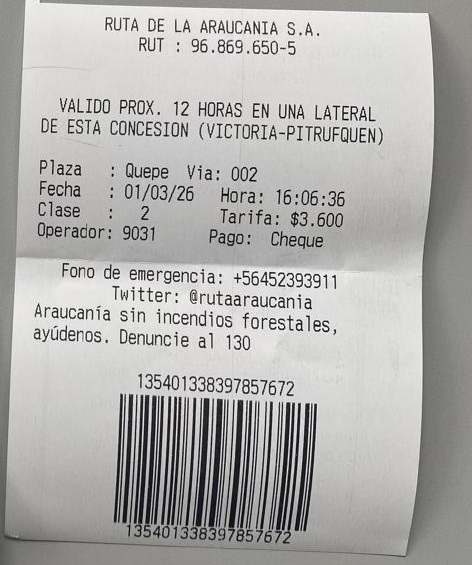 RUTA DE LA ARAUCANIA S.A.
RUT : 96.869.650-5
VALIDO PROX. 12 HORAS EN UNA LATERAL
DE ESTA CONCESION (VICTORIA-PITRUFQUEN)
Plaza : Quepe Via: 002
Fecha : 01/03/26 Hora: 16:06:36
Clase : 2 Tarifa: $3.600
Operador: 9031 Pago: Cheque
Fono de emergencia: +56452393911
Twitter: @rutaaraucania
Araucanía sin incendios forestales,
ayúdenos. Denuncie al 130
135401338397857672
135401338397857672